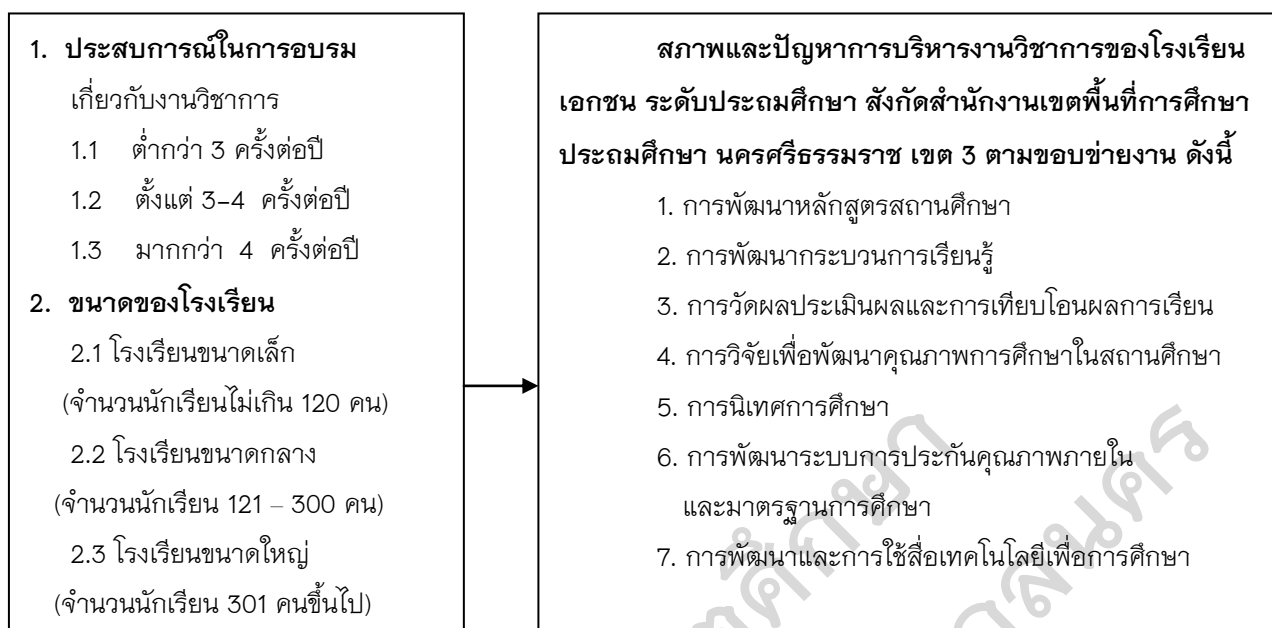 1. ประสบการณ์ในการอบรม
เกี่ยวกับงานวิชาการ
1.1 ต่ำกว่า 3 ครั้งต่อปี
1.2 ตั้งแต่ 3-4 ครั้งต่อปี
1.3 มากกว่า 4 ครั้งต่อปี
2. ขนาดของโรงเรียน
2.1 โรงเรียนขนาดเล็ก
(จำนวนนักเรียนไม่เกิน 120 คน)
2.2 โรงเรียนขนาดกลาง
(จำนวนนักเรียน 121 – 300 คน)
2.3 โรงเรียนขนาดใหญ่
(จำนวนนักเรียน 301 คนขึ้นไป)
สภาพและปัญหาการบริหารงานวิชาการของโรงเรียน
เอกชน ระดับประถมศึกษา สังกัดสำนักงานเขตพื้นที่การศึกษา
ประถมศึกษา นครศรีธรรมราช เขต 3 ตามขอบข่ายงาน ดังนี้
1. การพัฒนาหลักสูตรสถานศึกษา
2. การพัฒนากระบวนการเรียนรู้
3. การวัดผลประเมินผลและการเทียบโอนผลการเรียน
4. การวิจัยเพื่อพัฒนาคุณภาพการศึกษาในสถานศึกษา
5. การนิเทศการศึกษา
6. การพัฒนาระบบการประกันคุณภาพภายใน
และมาตรฐานการศึกษา
7. การพัฒนาและการใช้สื่อเทคโนโลยีเพื่อการศึกษา